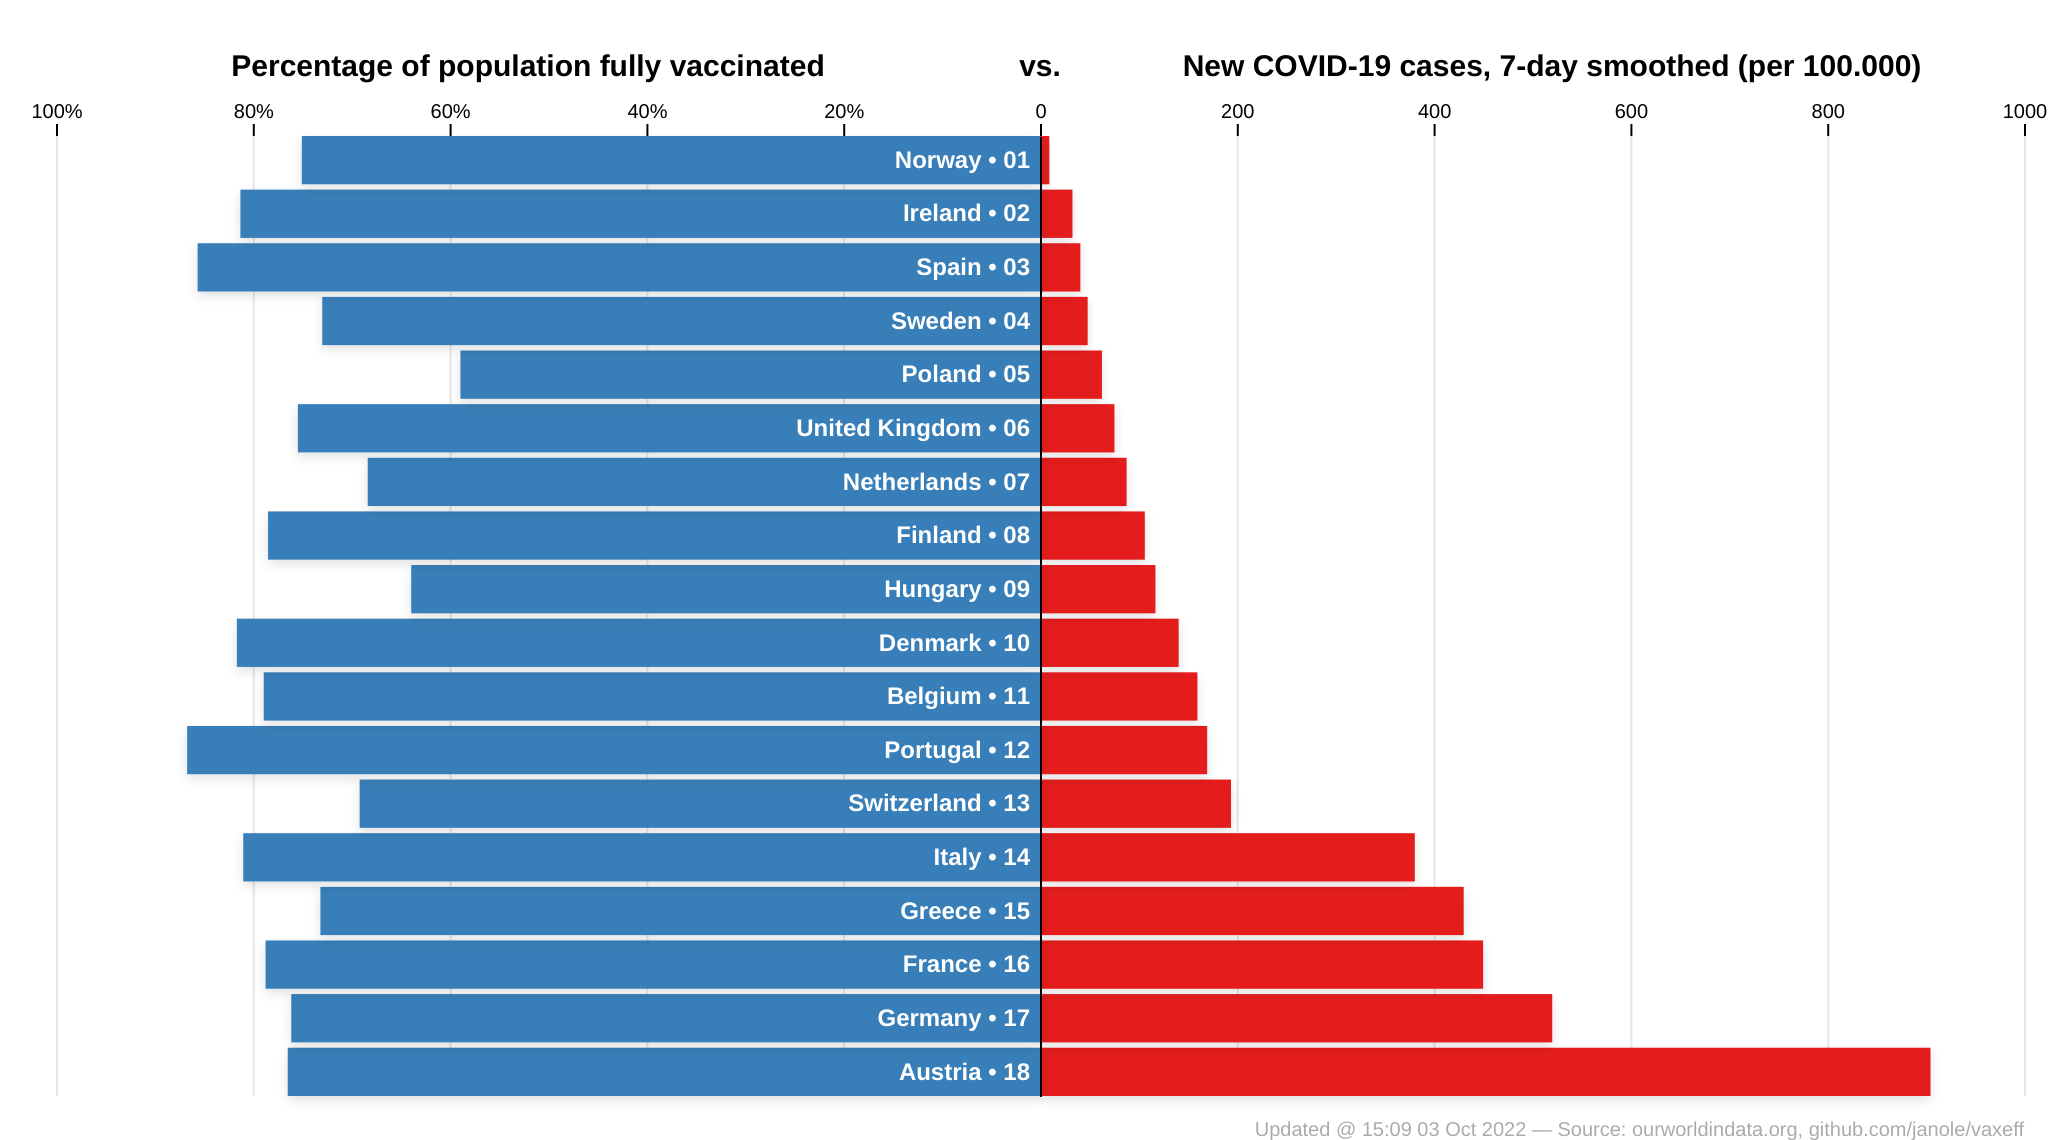 Percentage of population fully vaccinated vs. New COVID-19 cases, 7-day smoothed (per 100.000)
100% 80% 60% 40% 20% 0 200 400 600 800 1000
Norway • 01
Ireland • 02
Spain • 03
Sweden • 04
Poland • 05
United Kingdom • 06
Netherlands • 07
Finland • 08
Hungary • 09
Denmark • 10
Belgium • 11
Portugal • 12
Switzerland • 13
Italy • 14
Greece • 15
France • 16
Germany • 17
Austria • 18
Updated @ 15:09 03 Oct 2022 — Source: ourworldindata.org, github.com/janole/vaxeff